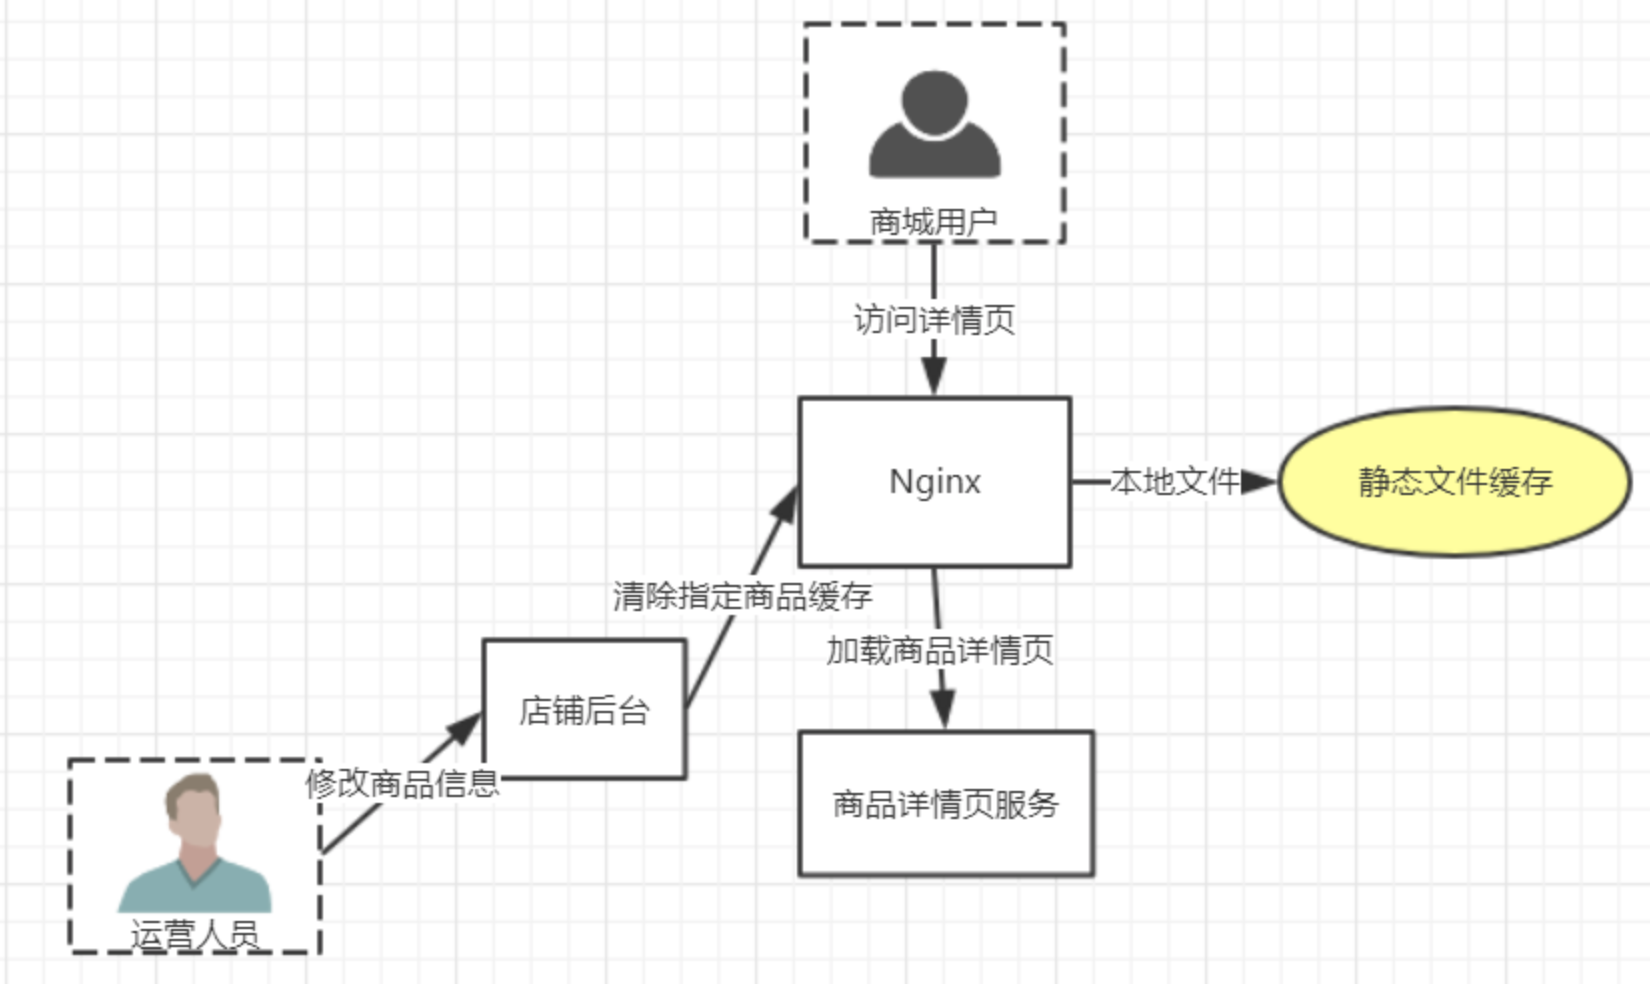 商城用户
访问详情页
Nginx
本地文件
静态文件缓存
清除指定商品缓存
加载商品详情页
店铺后台
修改商品信息
商品详情页服务
运营人员